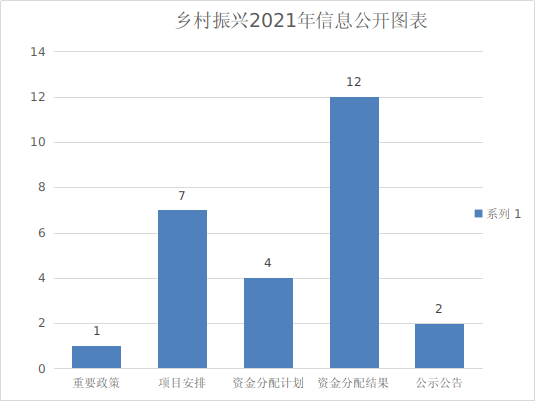 乡村振兴2021年信息公开图表
14
12
10
8
6
4
2
0
1
7
4
12
2
重要政策
项目安排
资金分配计划
资金分配结果
公示公告
系列 1